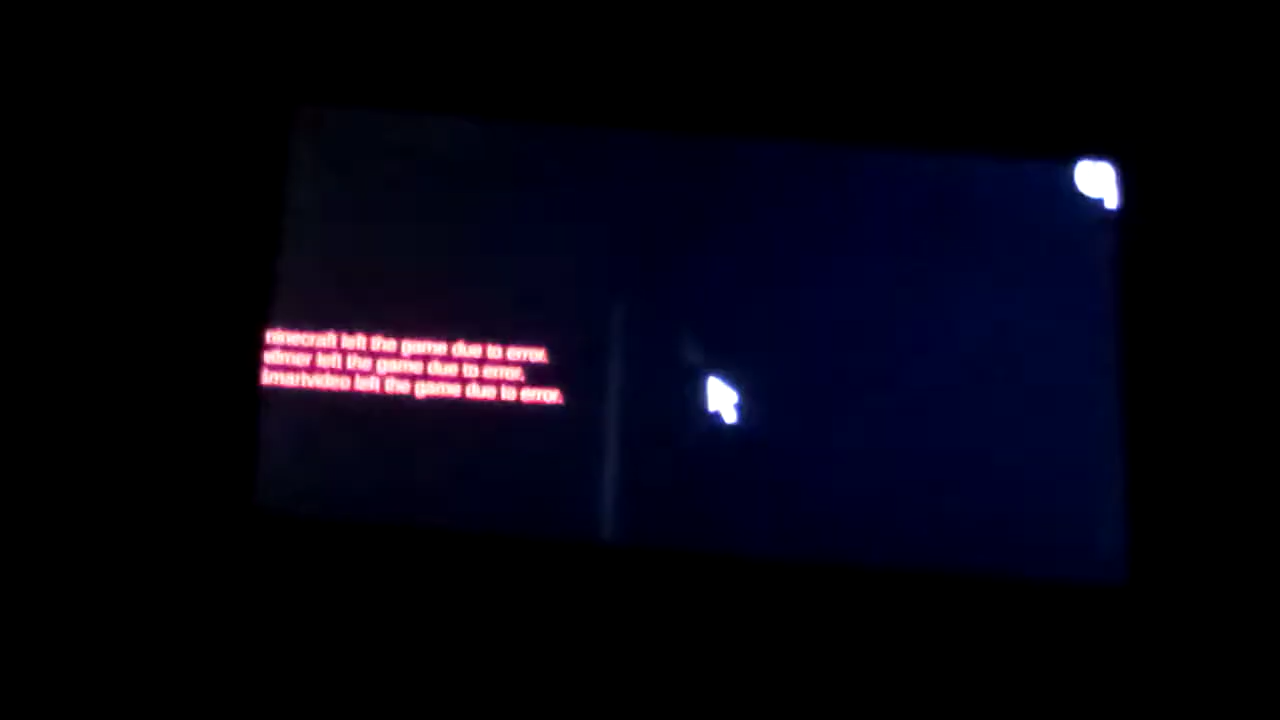 minecraft left the game due to error.
left the game due to error.
left the game due to error.